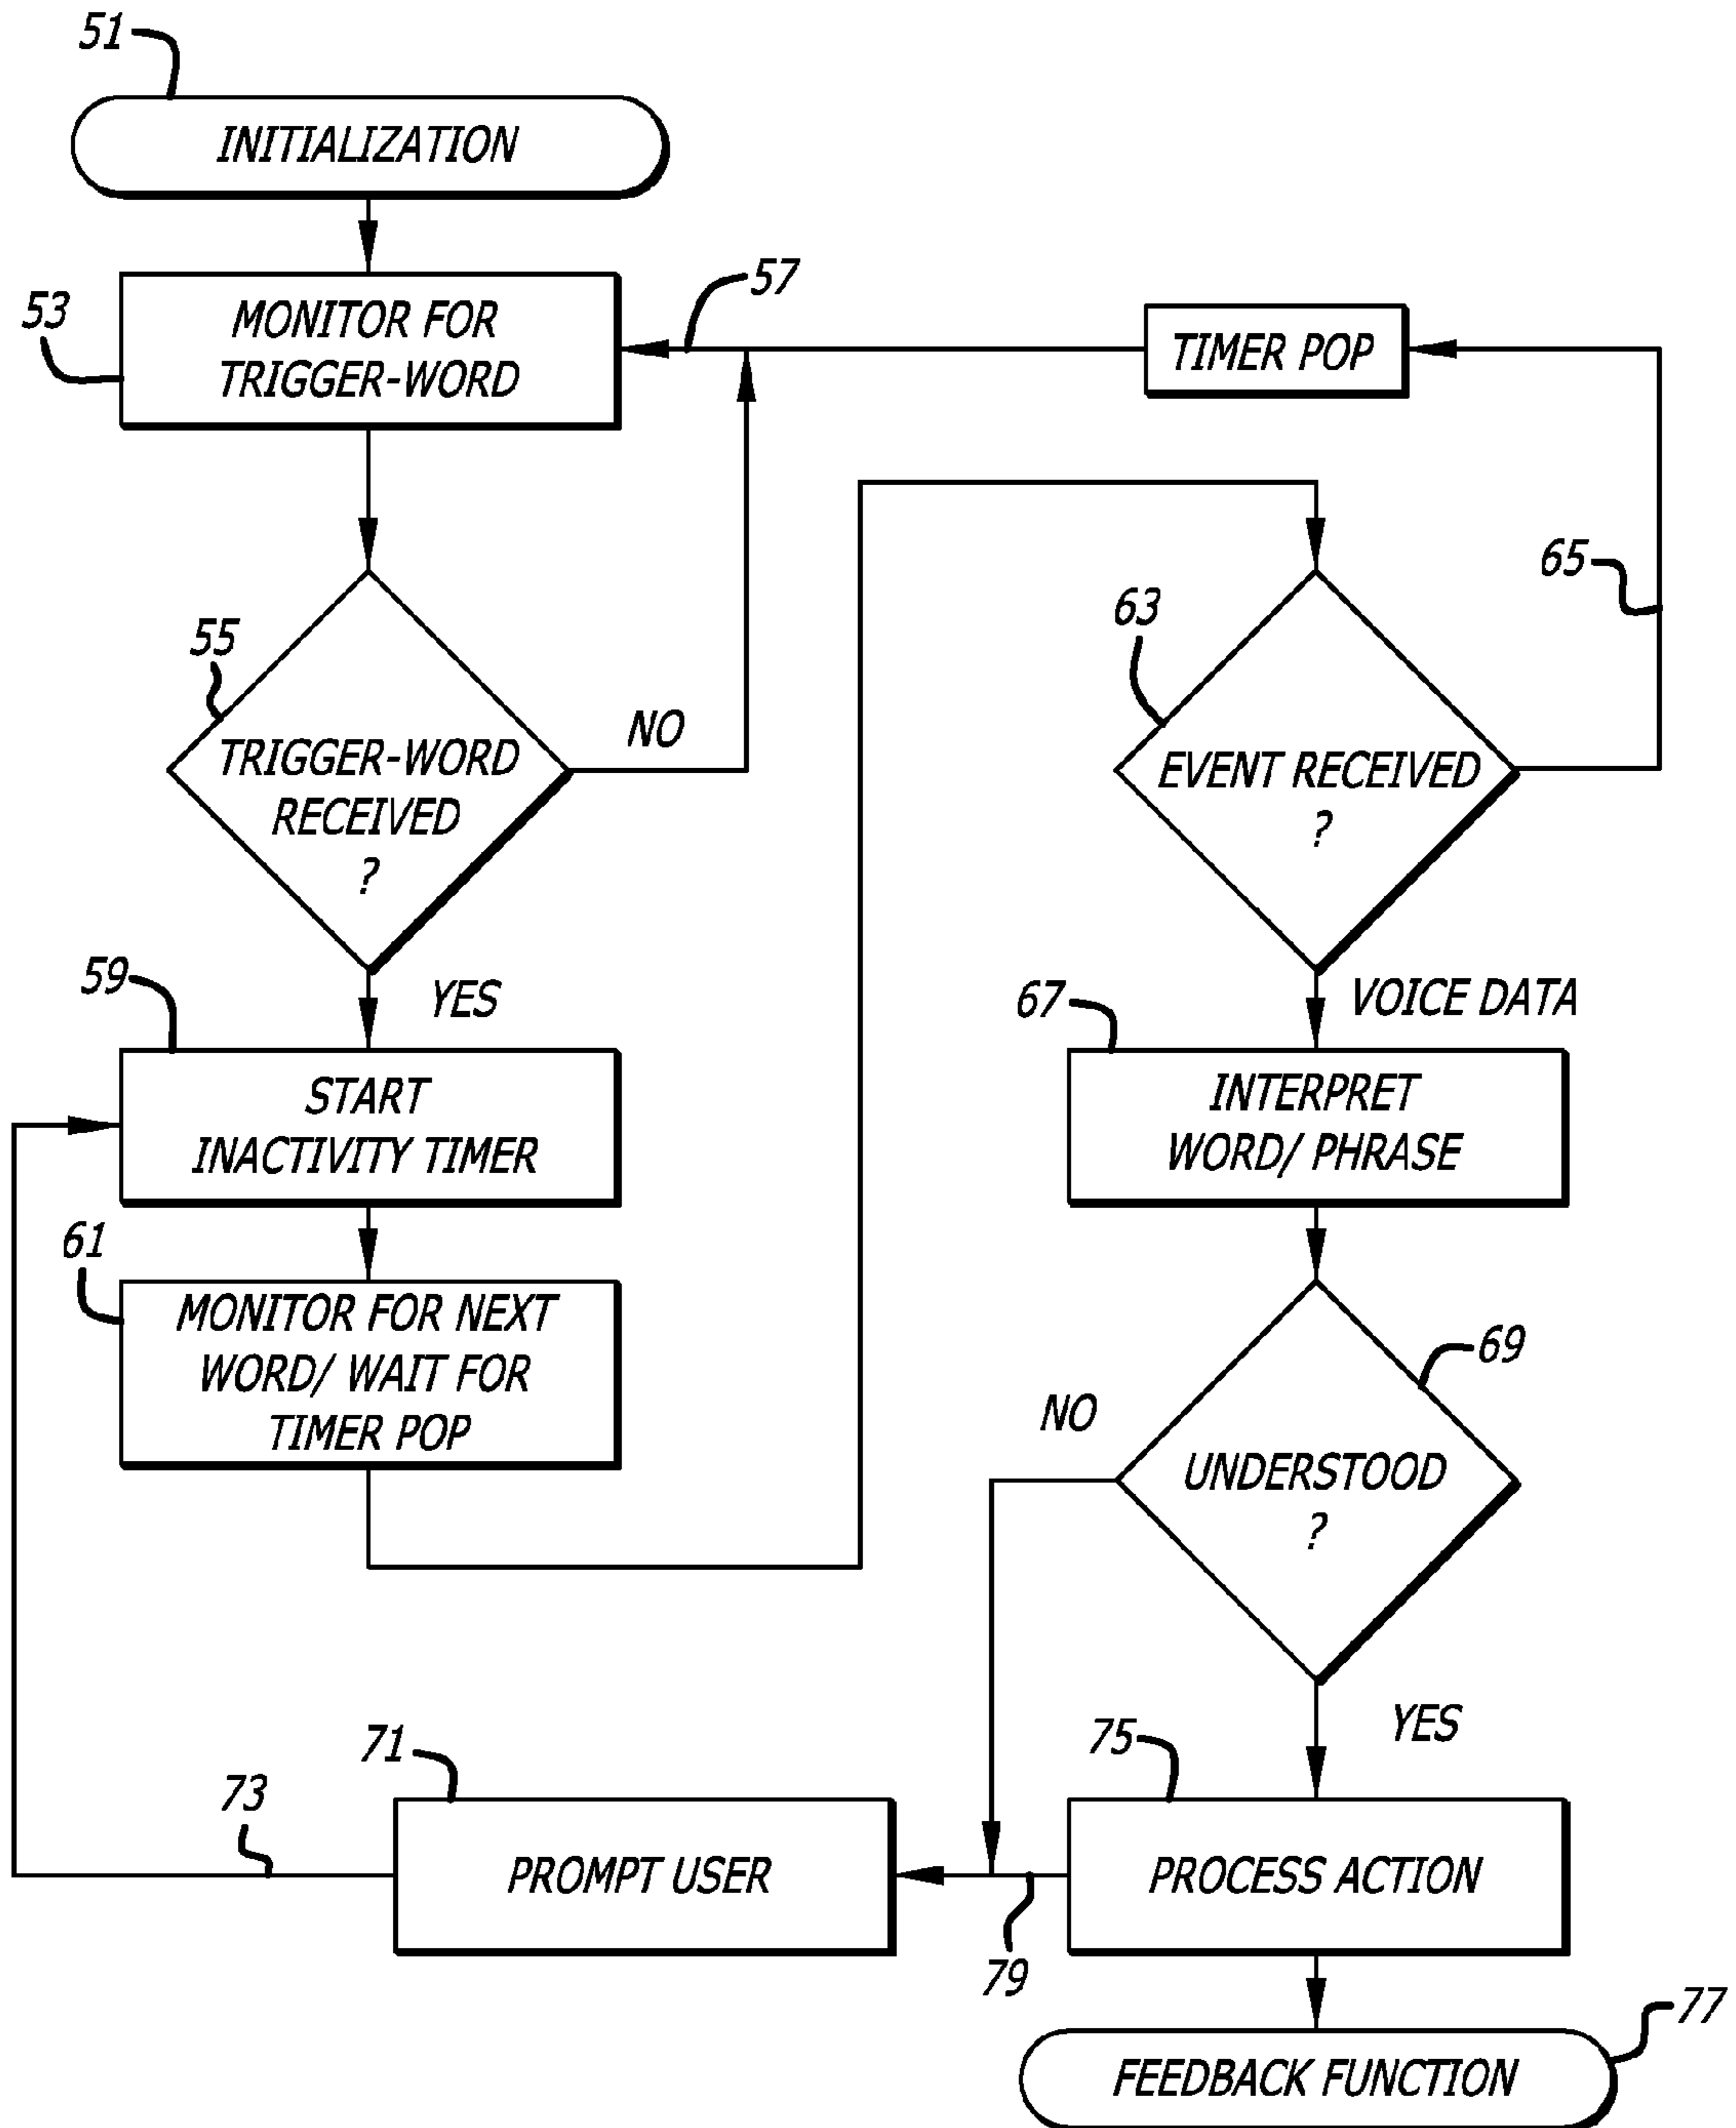 51
INITIALIZATION
53
MONITOR FOR
TRIGGER-WORD
57
TIMER POP
55
TRIGGER-WORD
RECEIVED
?
NO
YES
59
START
INACTIVITY TIMER
61
MONITOR FOR NEXT
WORD/ WAIT FOR
TIMER POP
63
EVENT RECEIVED
?
65
VOICE DATA
67
INTERPRET
WORD/ PHRASE
69
UNDERSTOOD
?
NO
YES
71
PROMPT USER
73
75
PROCESS ACTION
79
77
FEEDBACK FUNCTION